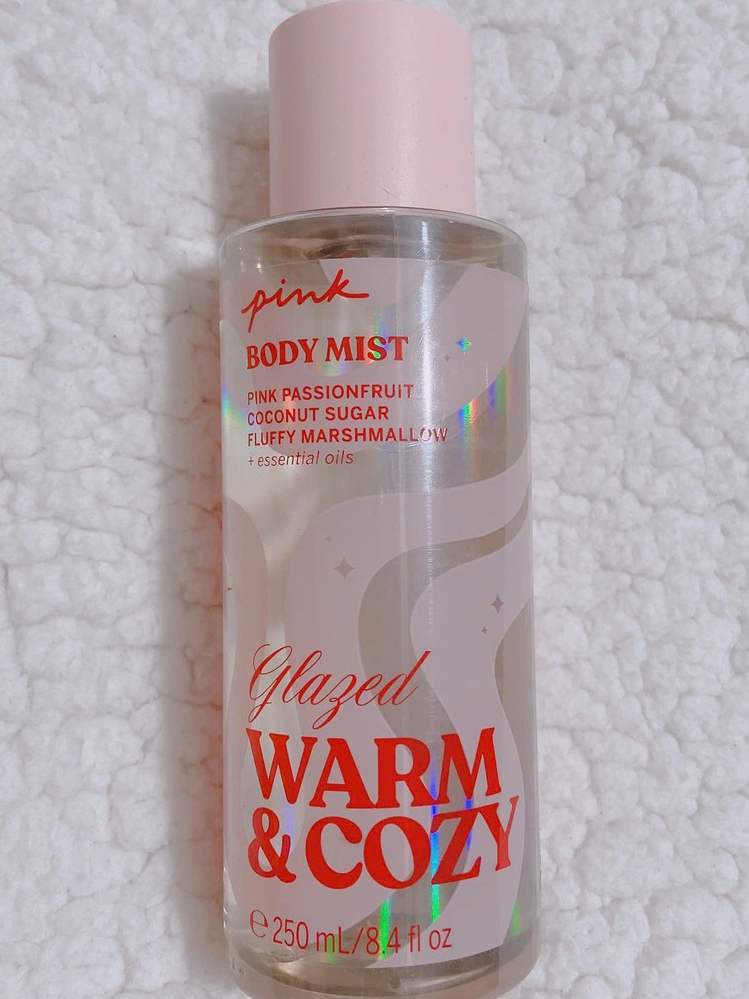 pink
BODY MIST
PINK PASSIONFRUIT
COCONUT SUGAR
FLUFFY MARSHMALLOW
+ essential oils
Glazed
WARM
& COZY
℮ 250 mL/8.4 fl oz